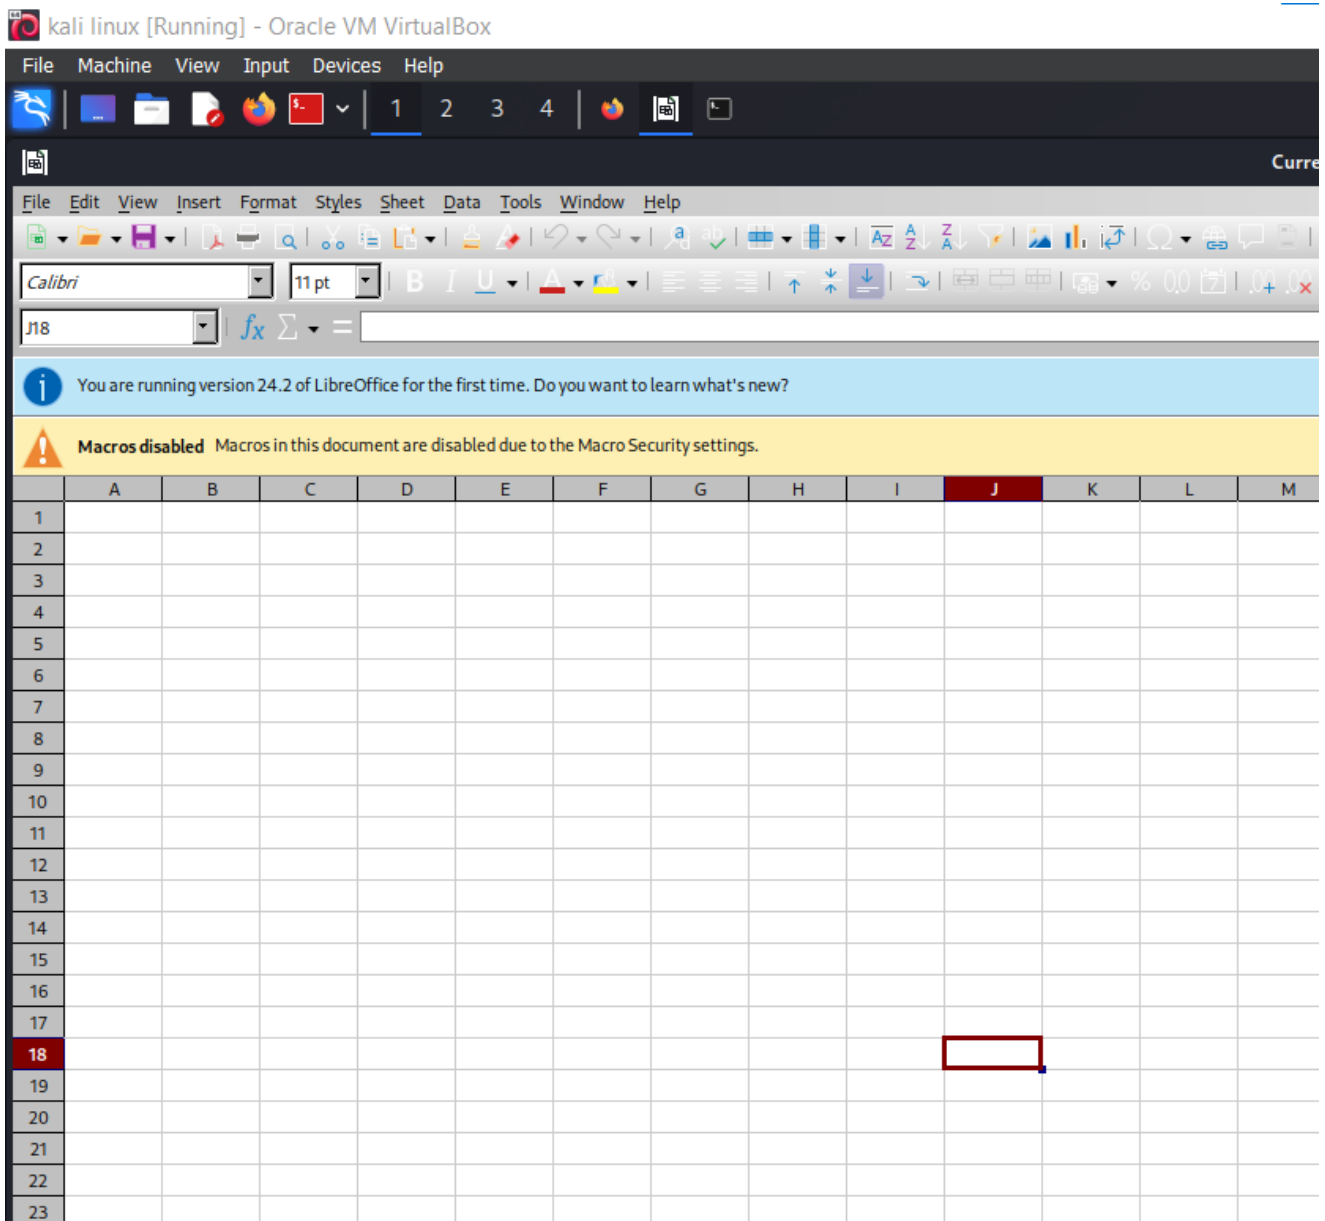 kali linux [Running] - Oracle VM VirtualBox
File Machine View Input Devices Help
1 2 3 4
Curre
File Edit View Insert Format Styles Sheet Data Tools Window Help
Calibri 11 pt
J18
You are running version 24.2 of LibreOffice for the first time. Do you want to learn what's new?
Macros disabled Macros in this document are disabled due to the Macro Security settings.
A B C D E F G H I J K L M
1
2
3
4
5
6
7
8
9
10
11
12
13
14
15
16
17
18
19
20
21
22
23